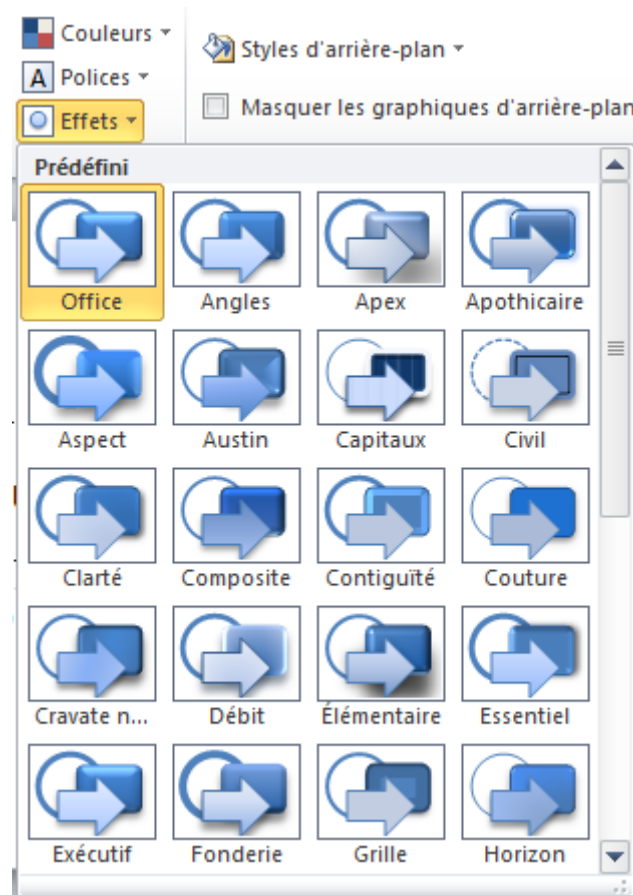 Couleurs
Styles d'arrière-plan
A Polices
Masquer les graphiques d'arrière-plan
Effets
Prédéfini
Office Angles Apex Apothicaire
Aspect Austin Capitaux Civil
Clarté Composite Contiguïté Couture
Cravate n... Débit Élémentaire Essentiel
Exécutif Fonderie Grille Horizon